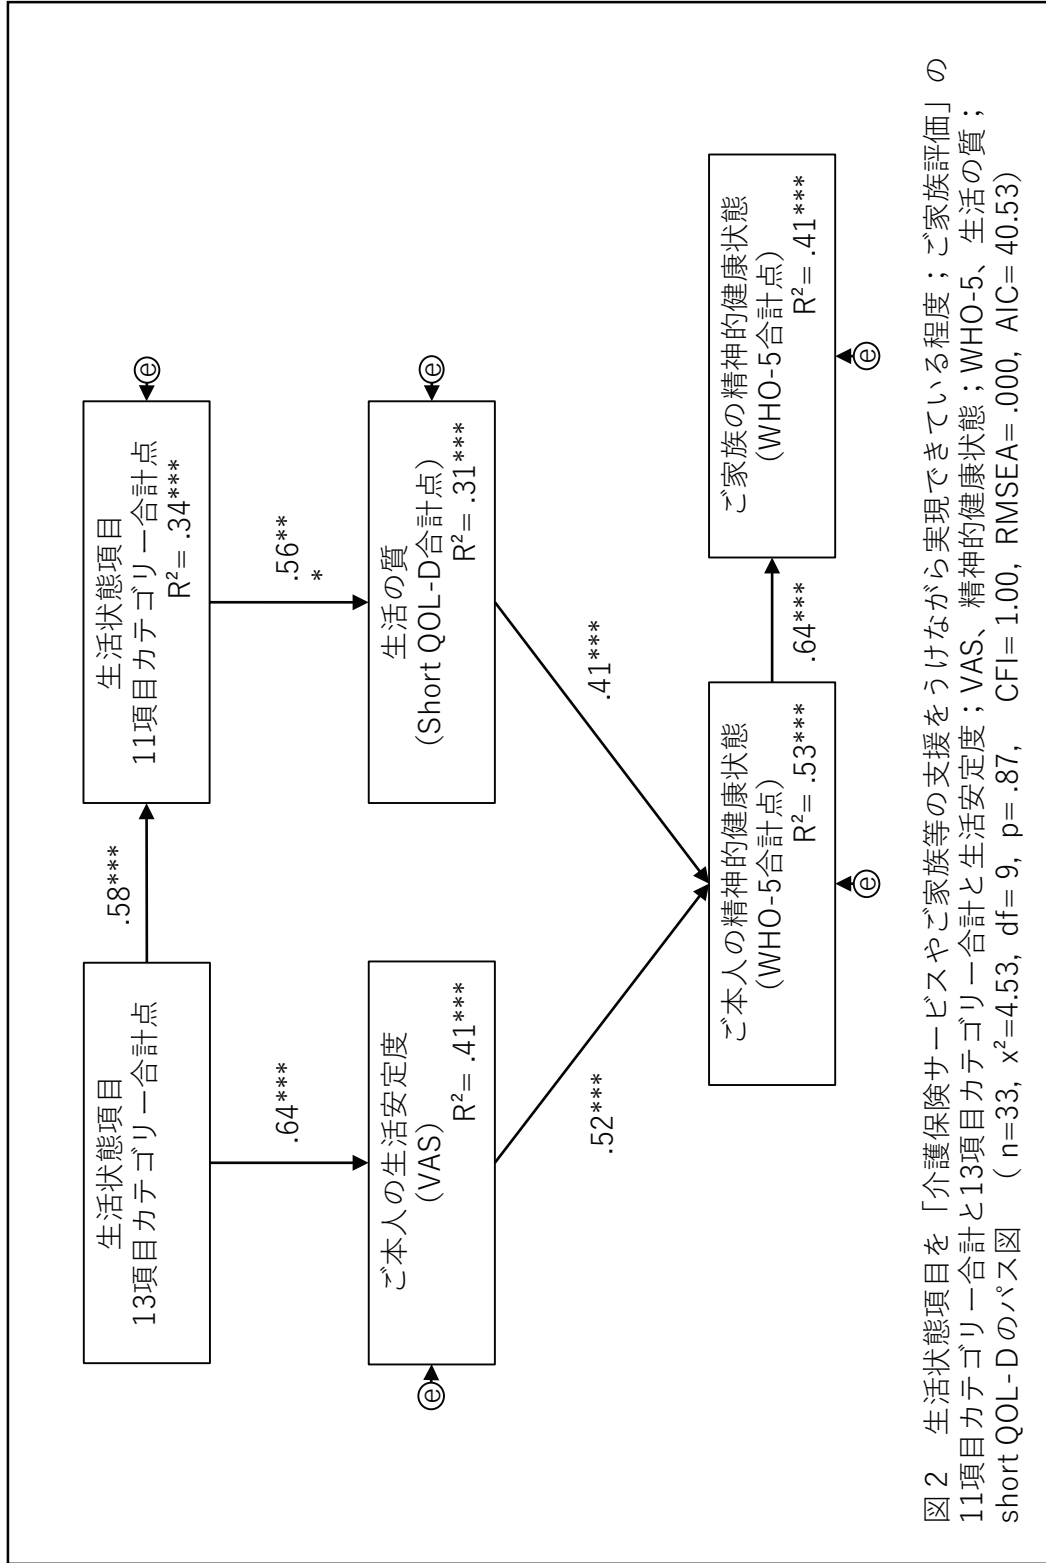 生活状態項目
13項目カテゴリー合計点
.58***
生活状態項目
11項目カテゴリー合計点
R²= .34***
e
.64***
.56**
*
e
ご本人の生活安定度
(VAS)
R²= .41***
生活の質
(Short QOL-D合計点)
R²= .31***
e
.52***
.41***
ご本人の精神的健康状態
(WHO-5合計点)
R²= .53***
e
.64***
ご家族の精神的健康状態
(WHO-5合計点)
R²= .41***
e
図2 生活状態項目を「介護保険サービスやご家族等の支援をうけながら実現できている程度；ご家族評価」の
11項目カテゴリー合計と13項目カテゴリー合計と生活安定度；VAS、精神的健康状態；WHO-5、生活の質；
short QOL-Dのパス図 （n=33, x²=4.53, df= 9, p= .87, CFI= 1.00, RMSEA= .000, AIC= 40.53）